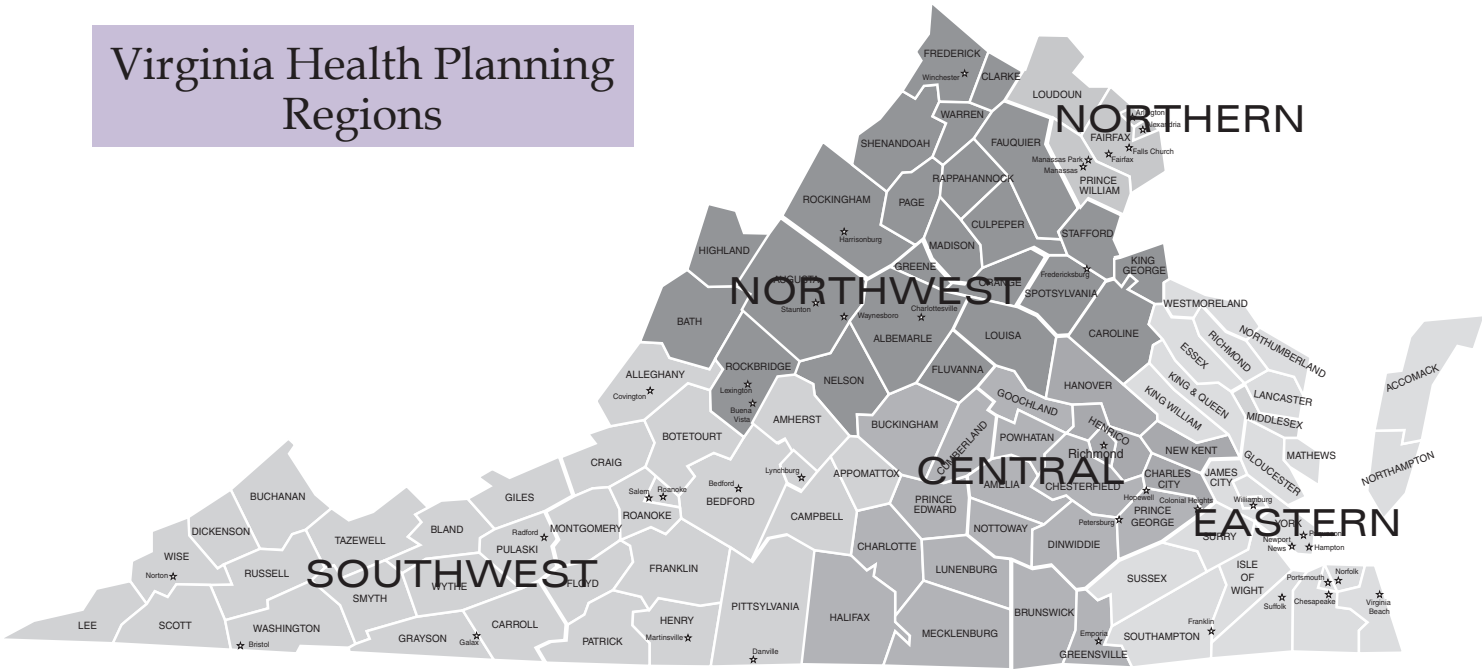 Virginia Health Planning
Regions
FREDERICK
Winchester
CLARKE
LOUDOUN
NORTHERN
Arlington
Alexandria
FAIRFAX
Falls Church
Fairfax
Manassas Park
Manassas
PRINCE
WILLIAM
WARREN
SHENANDOAH
FAUQUIER
RAPPAHANNOCK
ROCKINGHAM
PAGE
CULPEPER
Harrisonburg
MADISON
STAFFORD
HIGHLAND
GREENE
KING
GEORGE
Fredericksburg
AUGUSTA
ORANGE
NORTHWEST
SPOTSYLVANIA
Staunton
Waynesboro
Charlottesville
WESTMORELAND
BATH
ALBEMARLE
LOUISA
CAROLINE
RICHMOND
NORTHUMBERLAND
ESSEX
ALLEGHANY
Covington
ROCKBRIDGE
Lexington
Buena
Vista
NELSON
FLUVANNA
HANOVER
KING & QUEEN
KING WILLIAM
LANCASTER
MIDDLESEX
ACCOMACK
GOOCHLAND
AMHERST
BUCKINGHAM
CUMBERLAND
POWHATAN
HENRICO
Richmond
NEW KENT
MATHEWS
GLOUCESTER
NORTHAMPTON
BOTETOURT
CRAIG
Lynchburg
APPOMATTOX
CENTRAL
AMELIA
CHESTERFIELD
CHARLES
CITY
JAMES
CITY
Bedford
BEDFORD
Salem
Roanoke
ROANOKE
GILES
BUCHANAN
PRINCE
EDWARD
Hopewell
Colonial Heights
Williamburg
PRINCE
GEORGE
Petersburg
EASTERN
YORK
SURRY
Newport
News
Hampton
CAMPBELL
NOTTOWAY
DINWIDDIE
DICKENSON
TAZEWELL
BLAND
Radford
MONTGOMERY
PULASKI
WISE
Norton
RUSSELL
SOUTHWEST
SMYTH
WYTHE
FLOYD
FRANKLIN
CHARLOTTE
LUNENBURG
SUSSEX
ISLE
OF
WIGHT
Portsmouth
Norfolk
Chesapeake
Suffolk
Virginia
Beach
PITTSYLVANIA
HALIFAX
MECKLENBURG
BRUNSWICK
LEE
SCOTT
WASHINGTON
Bristol
GRAYSON
Galax
CARROLL
PATRICK
HENRY
Martinsville
Danville
Emporia
GREENSVILLE
SOUTHAMPTON
Franklin